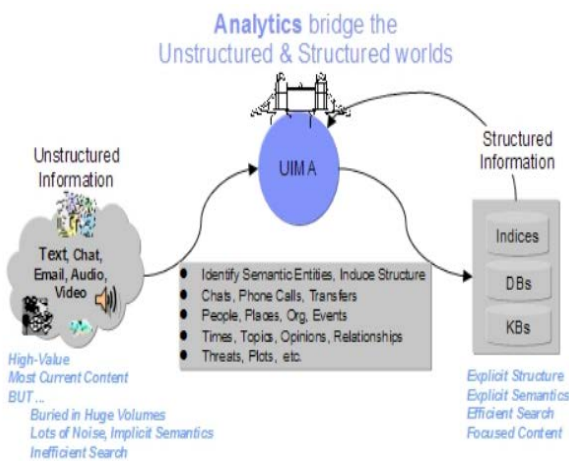 Analytics bridge the
Unstructured & Structured worlds
Unstructured
Information
Text, Chat,
Email, Audio,
Video
High-Value
Most Current Content
BUT ...
Buried in Huge Volumes
Lots of Noise, Implicit Semantics
Inefficient Search
UIMA
● Identify Semantic Entities, Induce Structure
● Chats, Phone Calls, Transfers
● People, Places, Org, Events
● Times, Topics, Opinions, Relationships
● Threats, Plots, etc.
Structured
Information
Indices
DBs
KBs
Explicit Structure
Explicit Semantics
Efficient Search
Focused Content